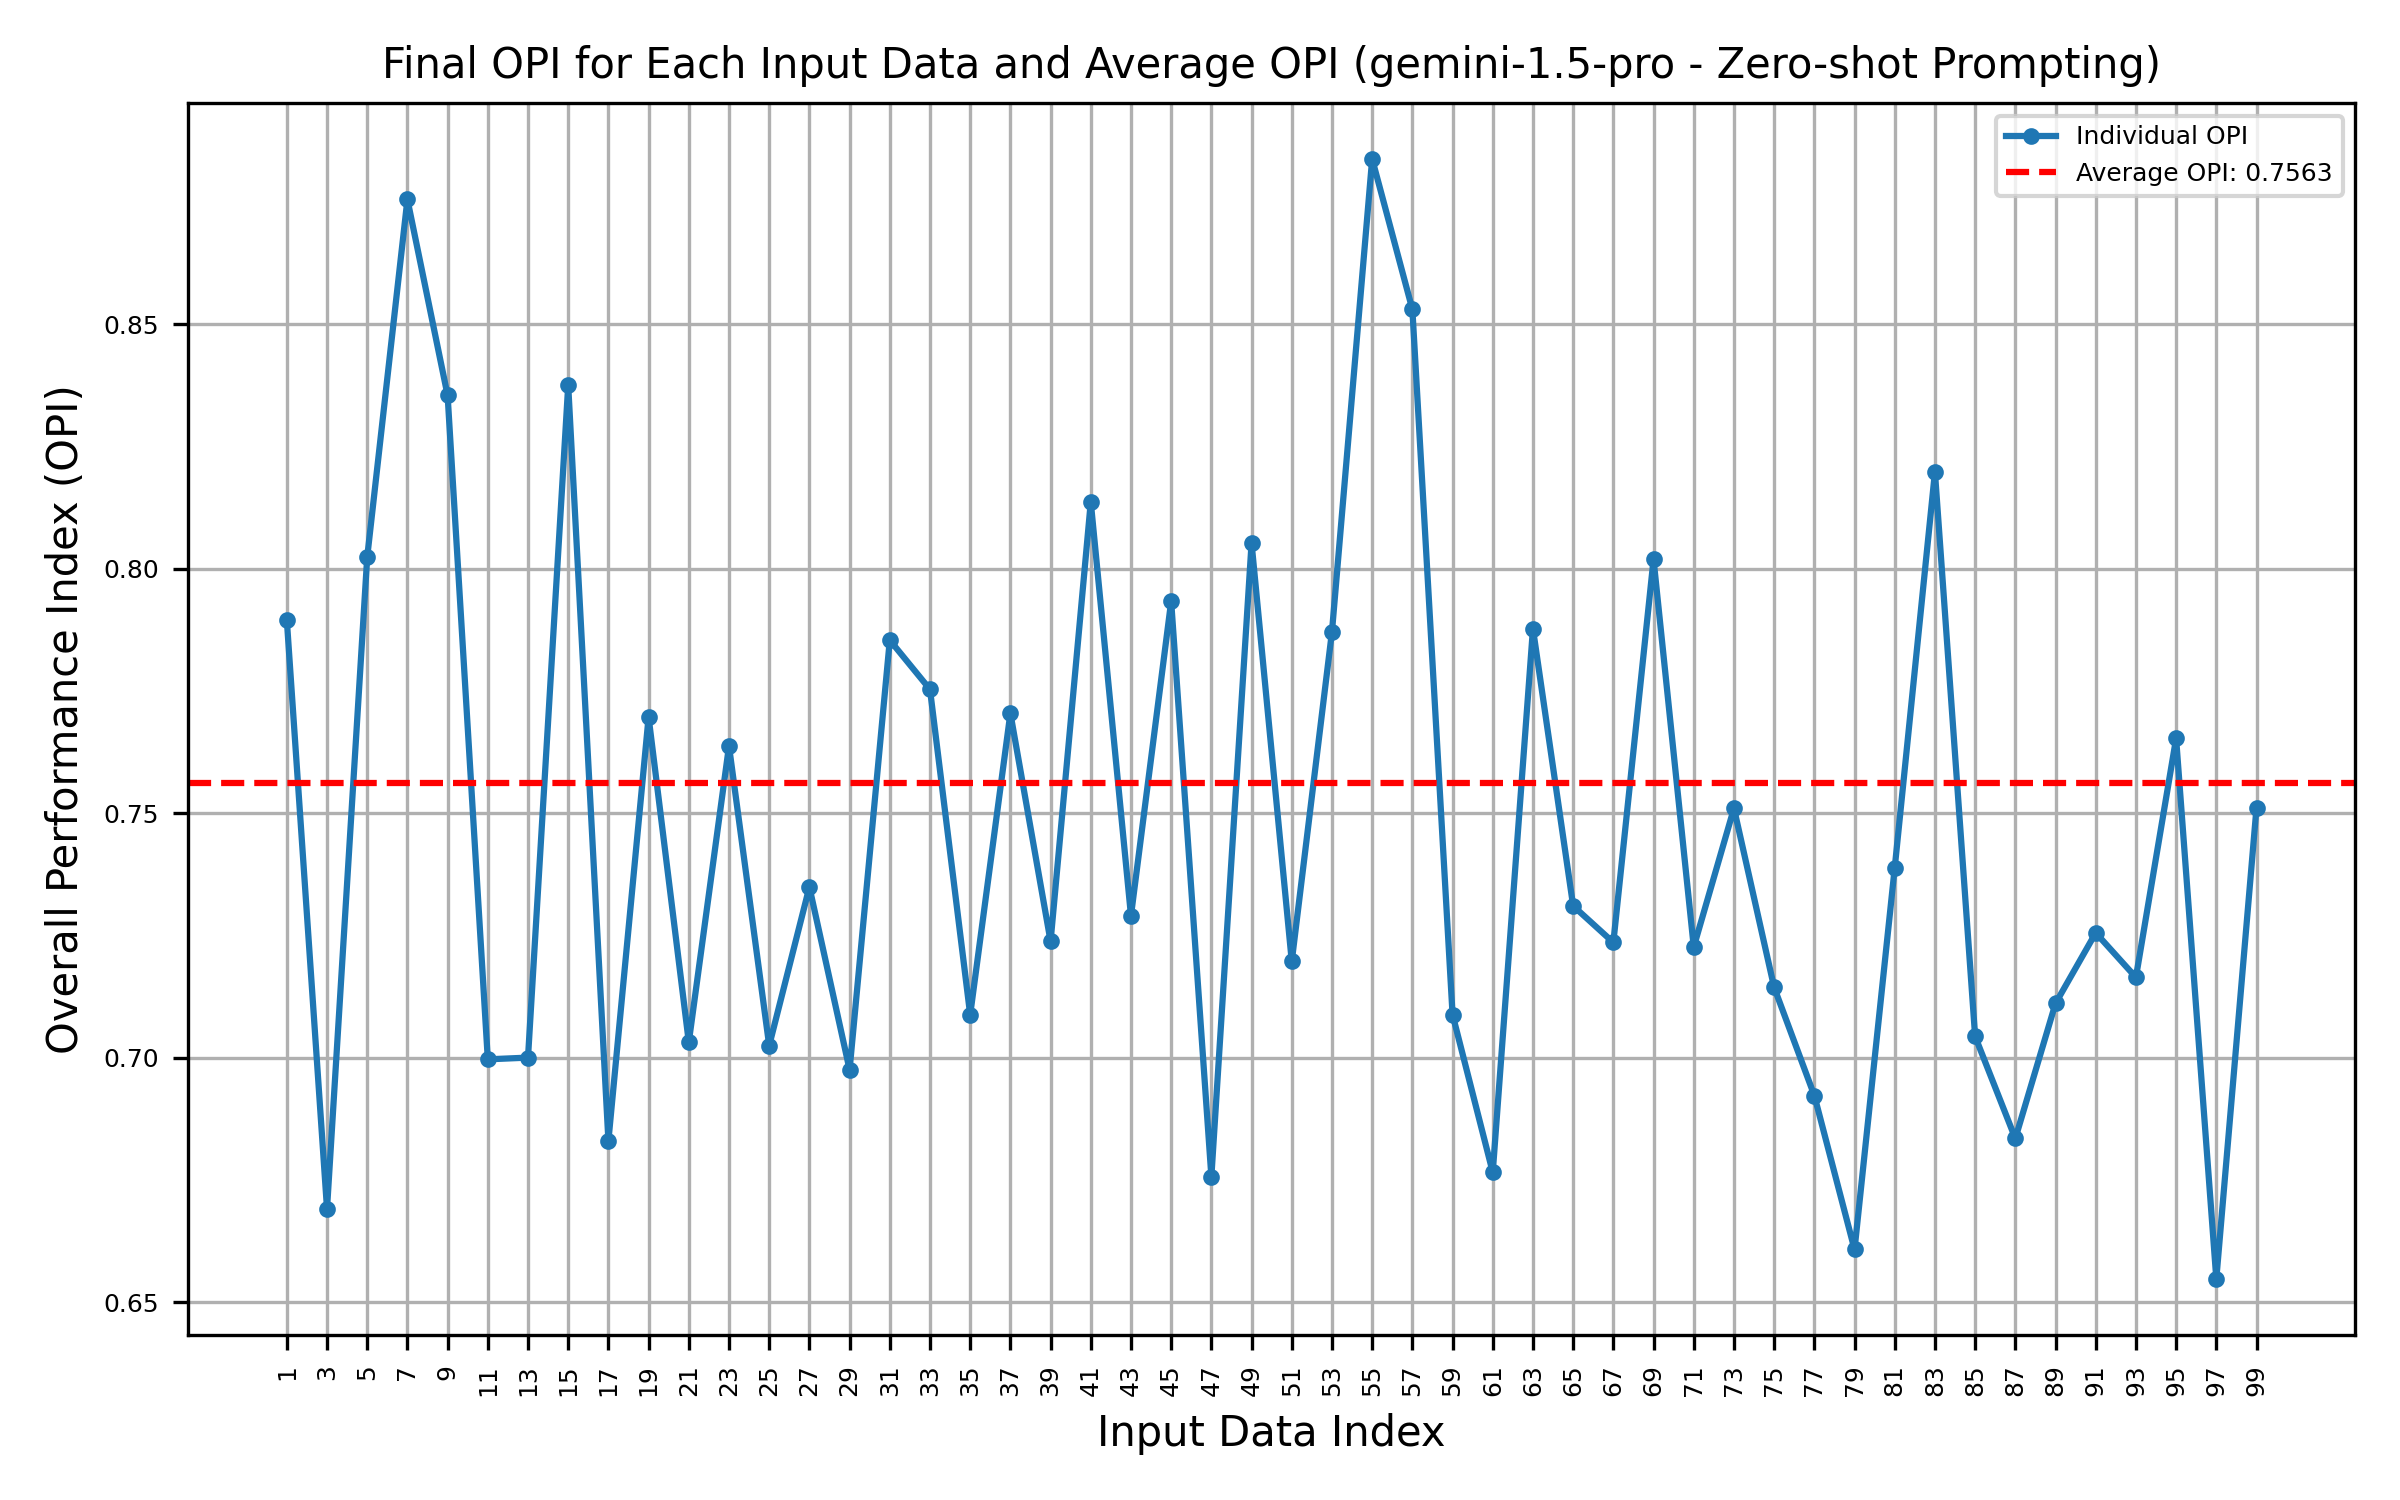 Final OPI for Each Input Data and Average OPI (gemini-1.5-pro - Zero-shot Prompting)
Individual OPI
Average OPI: 0.7563
Overall Performance Index (OPI)
0.85
0.80
0.75
0.70
0.65
1 3 5 7 9 11 13 15 17 19 21 23 25 27 29 31 33 35 37 39 41 43 45 47 49 51 53 55 57 59 61 63 65 67 69 71 73 75 77 79 81 83 85 87 89 91 93 95 97 99
Input Data Index